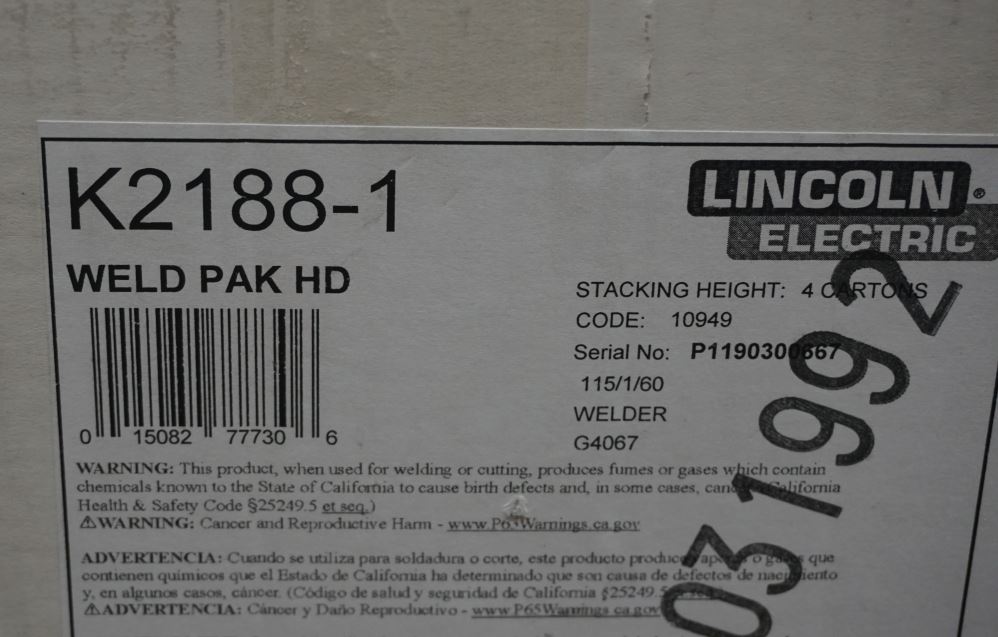 K2188-1
LINCOLN ®
ELECTRIC
WELD PAK HD
STACKING HEIGHT: 4 CARTONS
CODE: 10949
Serial No: P1190300667
115/1/60
WELDER
G4067
0 15082 77730 6
WARNING: This product, when used for welding or cutting, produces fumes or gases which contain
chemicals known to the State of California to cause birth defects and, in some cases, California
Health & Safety Code §25249.5 et seq.)
⚠WARNING: Cancer and Reproductive Harm - www.P65Warnings.ca.gov
ADVERTENCIA: Cuando se utiliza para soldadura o corte, este producto produce o gases que
contienen químicos que el Estado de California ha determinado que son causa de defectos de nacimiento
y, en algunos casos, cáncer. (Código de salud y seguridad de California §25249.5
⚠ADVERTENCIA: Cáncer y Daño Reproductivo - www.P65Warnings.ca.gov
031992